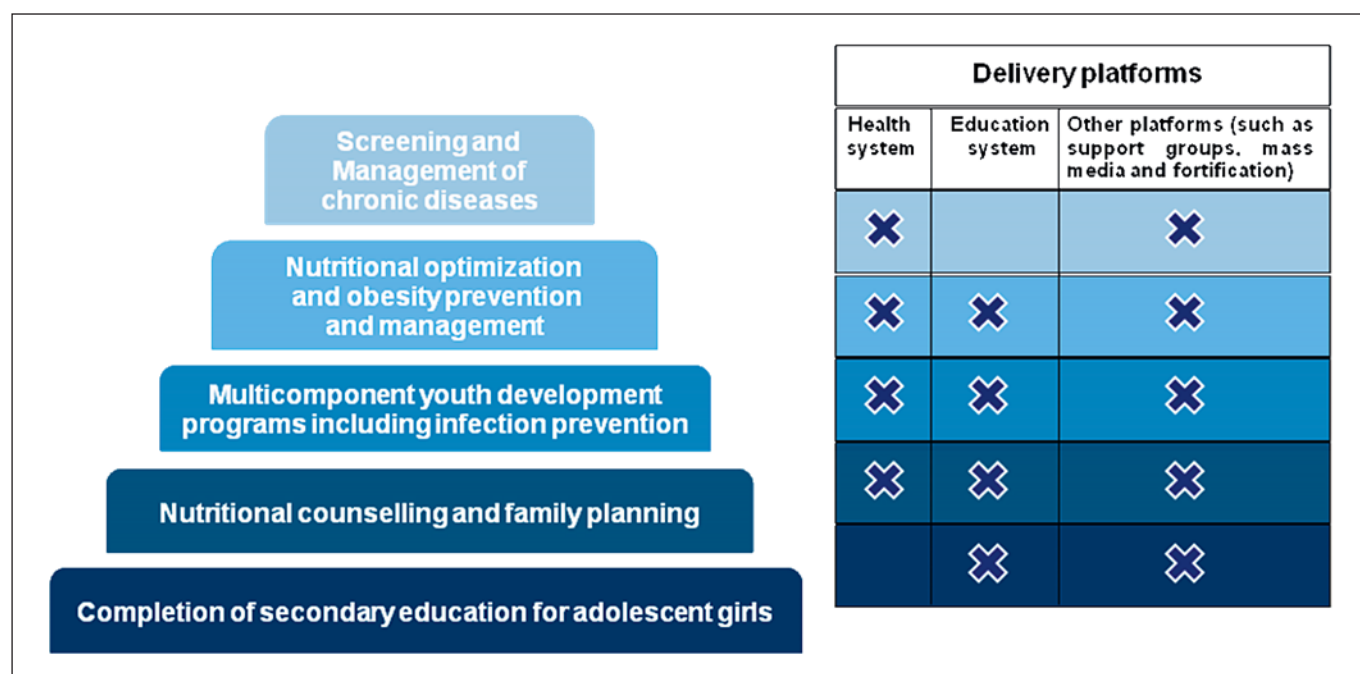 Screening and
Management of
chronic diseases
Nutritional optimization
and obesity prevention
and management
Multicomponent youth development
programs including infection prevention
Nutritional counselling and family planning
Completion of secondary education for adolescent girls
Delivery platforms
Health
system
Education
system
Other platforms (such as
support groups, mass
media and fortification)